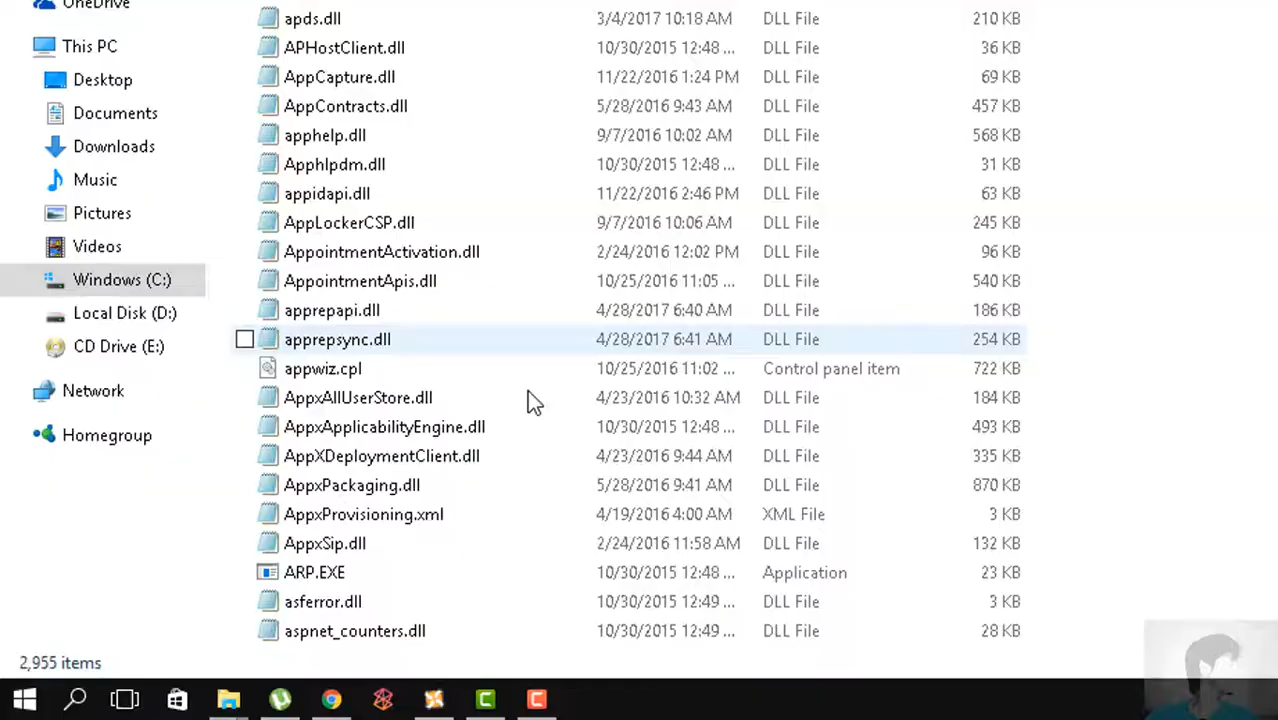 OneDrive
This PC
Desktop
Documents
Downloads
Music
Pictures
Videos
Windows (C:)
Local Disk (D:)
CD Drive (E:)
Network
Homegroup
apds.dll 3/4/2017 10:18 AM DLL File 210 KB
APHostClient.dll 10/30/2015 12:48 ... DLL File 36 KB
AppCapture.dll 11/22/2016 1:24 PM DLL File 69 KB
AppContracts.dll 5/28/2016 9:43 AM DLL File 457 KB
apphelp.dll 9/7/2016 10:02 AM DLL File 568 KB
Apphlpdm.dll 10/30/2015 12:48 ... DLL File 31 KB
appidapi.dll 11/22/2016 2:46 PM DLL File 63 KB
AppLockerCSP.dll 9/7/2016 10:06 AM DLL File 245 KB
AppointmentActivation.dll 2/24/2016 12:02 PM DLL File 96 KB
AppointmentApis.dll 10/25/2016 11:05 ... DLL File 540 KB
apprepapi.dll 4/28/2017 6:40 AM DLL File 186 KB
apprepsync.dll 4/28/2017 6:41 AM DLL File 254 KB
appwiz.cpl 10/25/2016 11:02 ... Control panel item 722 KB
AppxAllUserStore.dll 4/23/2016 10:32 AM DLL File 184 KB
AppxApplicabilityEngine.dll 10/30/2015 12:48 ... DLL File 493 KB
AppXDeploymentClient.dll 4/23/2016 9:44 AM DLL File 335 KB
AppxPackaging.dll 5/28/2016 9:41 AM DLL File 870 KB
AppxProvisioning.xml 4/19/2016 4:00 AM XML File 3 KB
AppxSip.dll 2/24/2016 11:58 AM DLL File 132 KB
ARP.EXE 10/30/2015 12:48 ... Application 23 KB
asferror.dll 10/30/2015 12:49 ... DLL File 3 KB
aspnet_counters.dll 10/30/2015 12:49 ... DLL File 28 KB
2,955 items